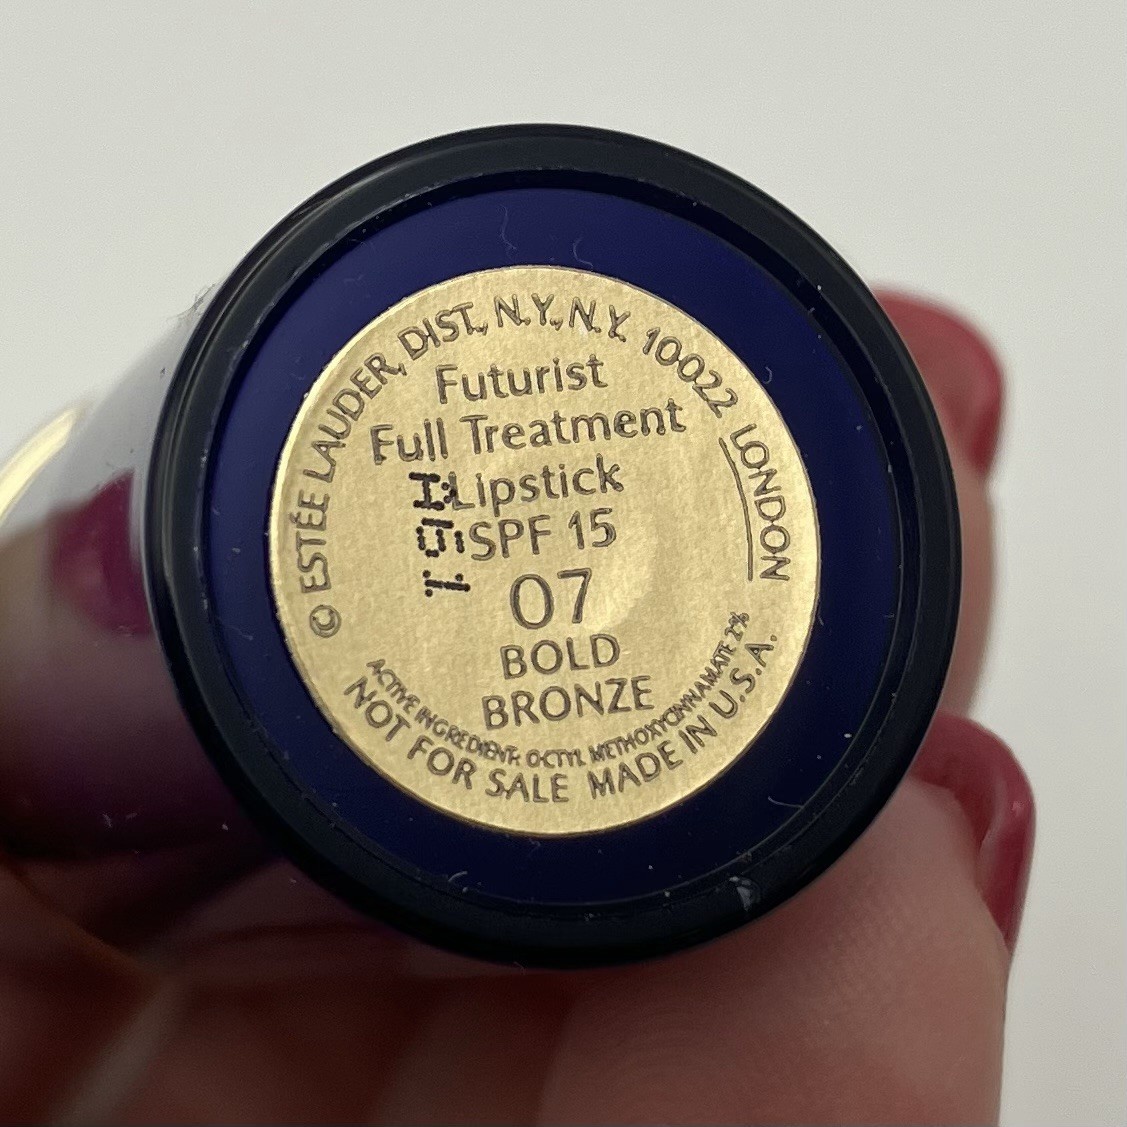 © ESTÉE LAUDER, DIST., N.Y., N.Y. 10022 LONDON
Futurist
Full Treatment
Lipstick
SPF 15
07
BOLD
BRONZE
ACTIVE INGREDIENT: OCTYL METHOXYCINNAMATE 2%
NOT FOR SALE MADE IN U.S.A.